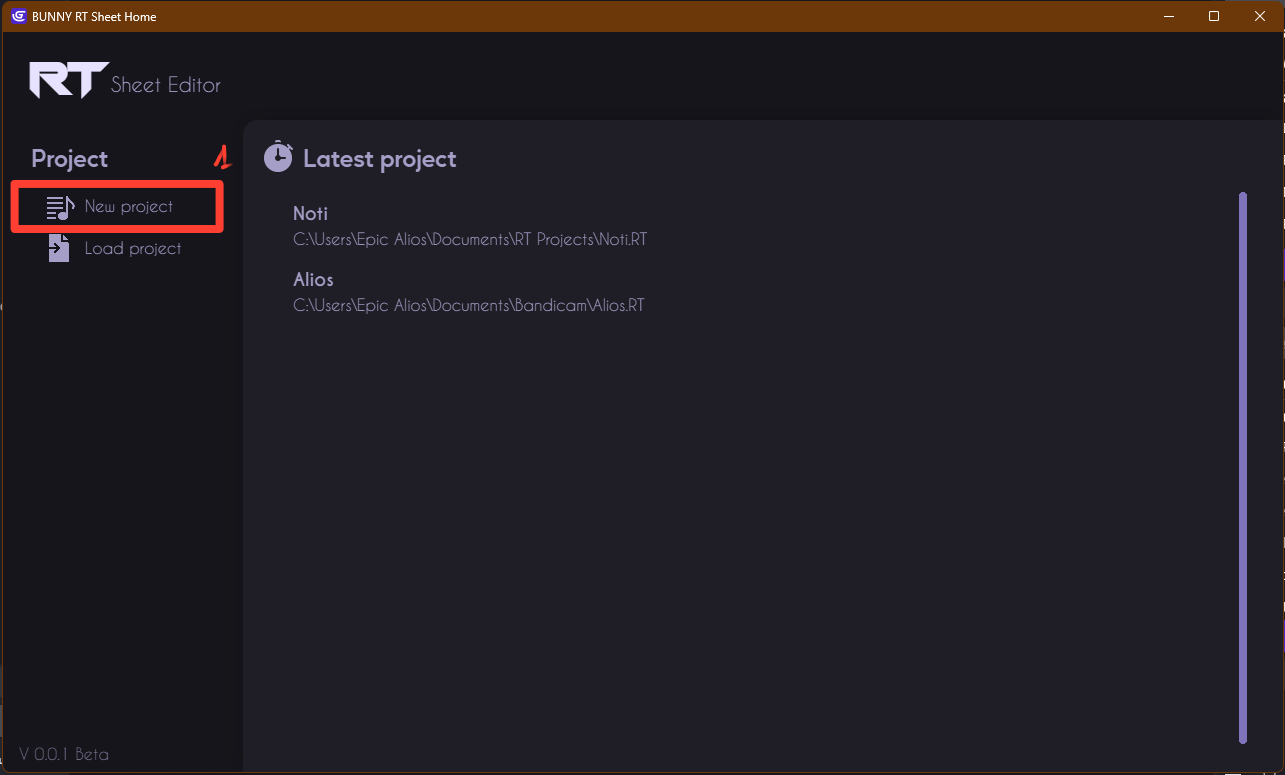 BUNNY RT Sheet Home
RT Sheet Editor
Project
1
New project
Load project
Latest project
Noti
C:\Users\Epic Alios\Documents\RT Projects\Noti.RT
Alios
C:\Users\Epic Alios\Documents\Bandicam\Alios.RT
V 0.0.1 Beta